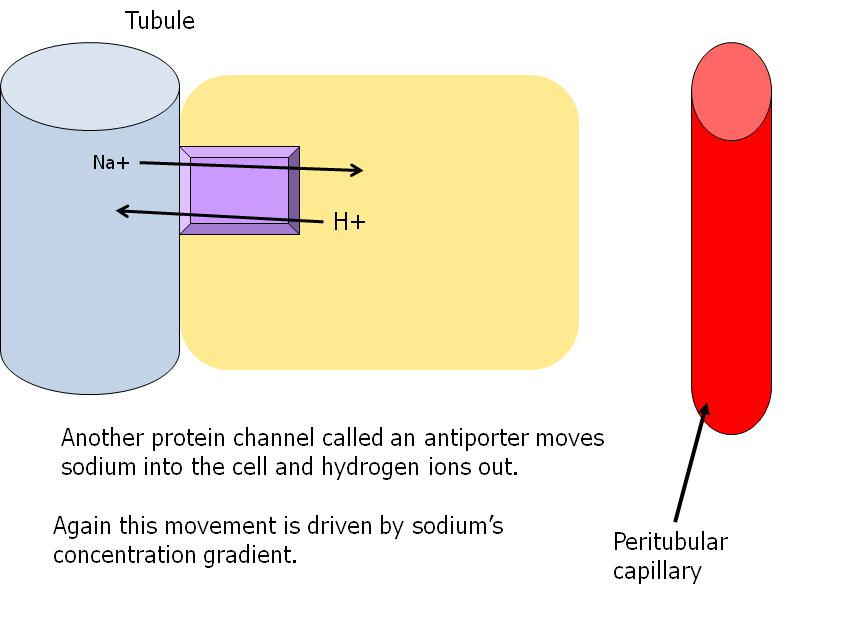 Tubule
Na+
H+
Another protein channel called an antiporter moves
sodium into the cell and hydrogen ions out.
Again this movement is driven by sodium’s
concentration gradient.
Peritubular
capillary